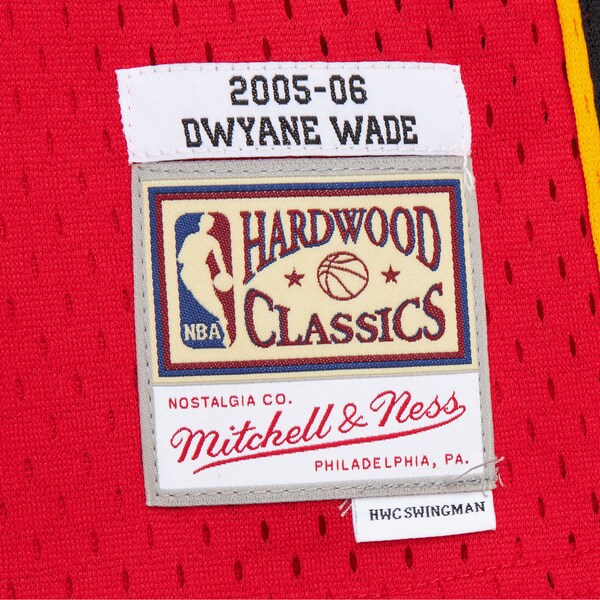 2005-06
DWYANE WADE
HARDWOOD
NBA
CLASSICS
NOSTALGIA CO.
Mitchell & Ness
PHILADELPHIA, PA.
HWC SWINGMAN